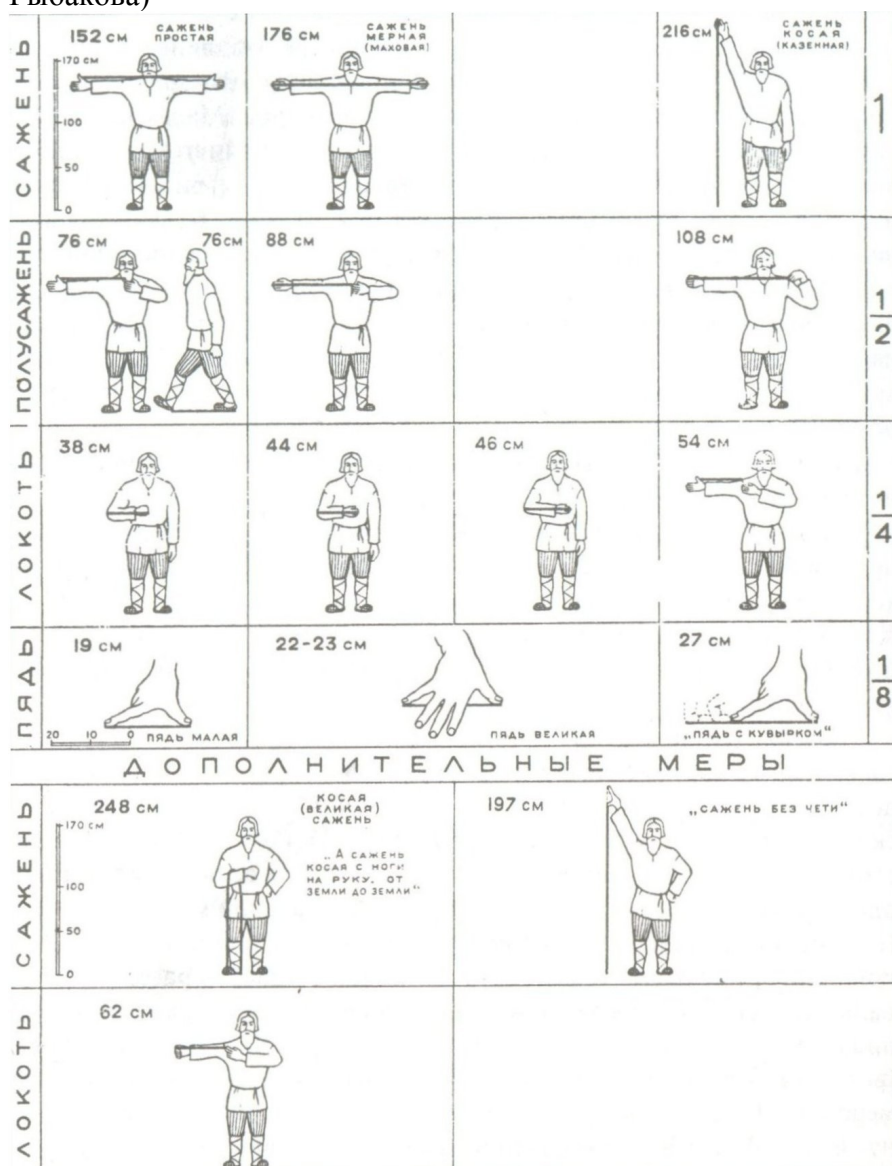 Рыбакова)
САЖЕНЬ
152 см
САЖЕНЬ
ПРОСТАЯ
170 см
100
50
0
176 см
САЖЕНЬ
МЕРНАЯ
(МАХОВАЯ)
216 см
САЖЕНЬ
КОСАЯ
(КАЗЕННАЯ)
1
ПОЛУСАЖЕНЬ
76 см
76 см
88 см
108 см
1
2
ЛОКОТЬ
38 см
44 см
46 см
54 см
1
4
ПЯДЬ
19 см
20 10 0
ПЯДЬ МАЛАЯ
22-23 см
ПЯДЬ ВЕЛИКАЯ
27 см
„ПЯДЬ С КУВЫРКОМ“
1
8
ДОПОЛНИТЕЛЬНЫЕ МЕРЫ
САЖЕНЬ
248 см
170 см
100
50
0
КОСАЯ
(ВЕЛИКАЯ)
САЖЕНЬ
„А САЖЕНЬ
КОСАЯ С НОГИ
НА РУКУ, ОТ
ЗЕМЛИ ДО ЗЕМЛИ“
197 см
„САЖЕНЬ БЕЗ ЧЕТИ“
ЛОКОТЬ
62 см